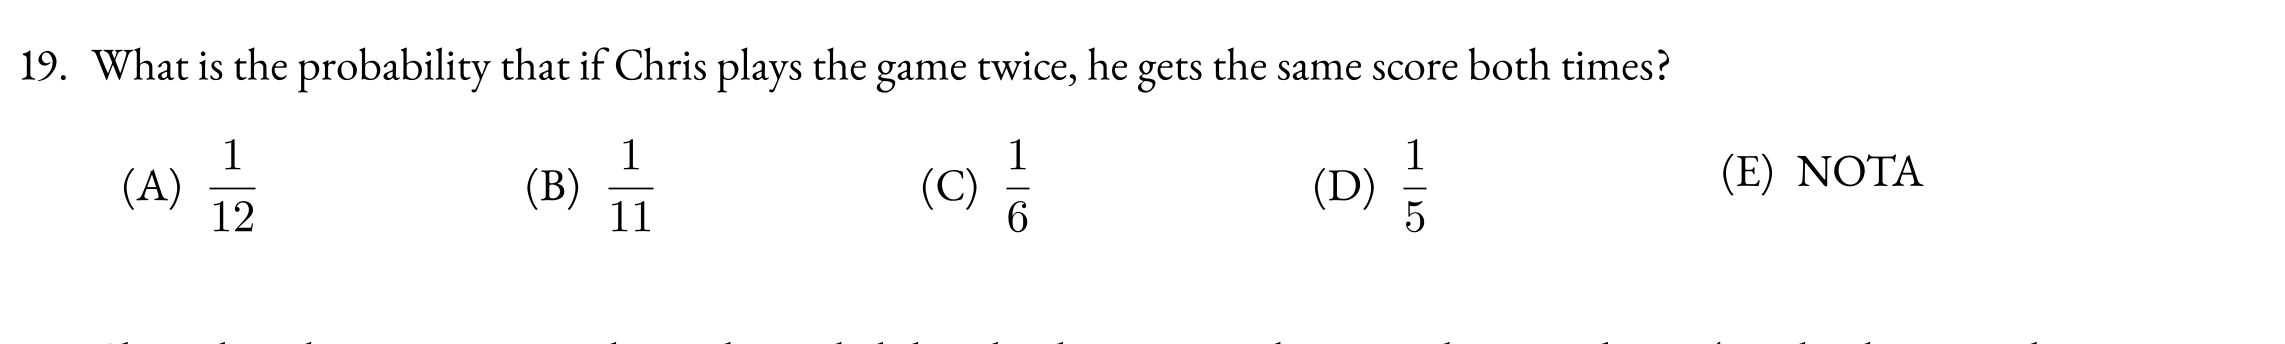 19. What is the probability that if Chris plays the game twice, he gets the same score both times?
(A) 1/12 (B) 1/11 (C) 1/6 (D) 1/5 (E) NOTA